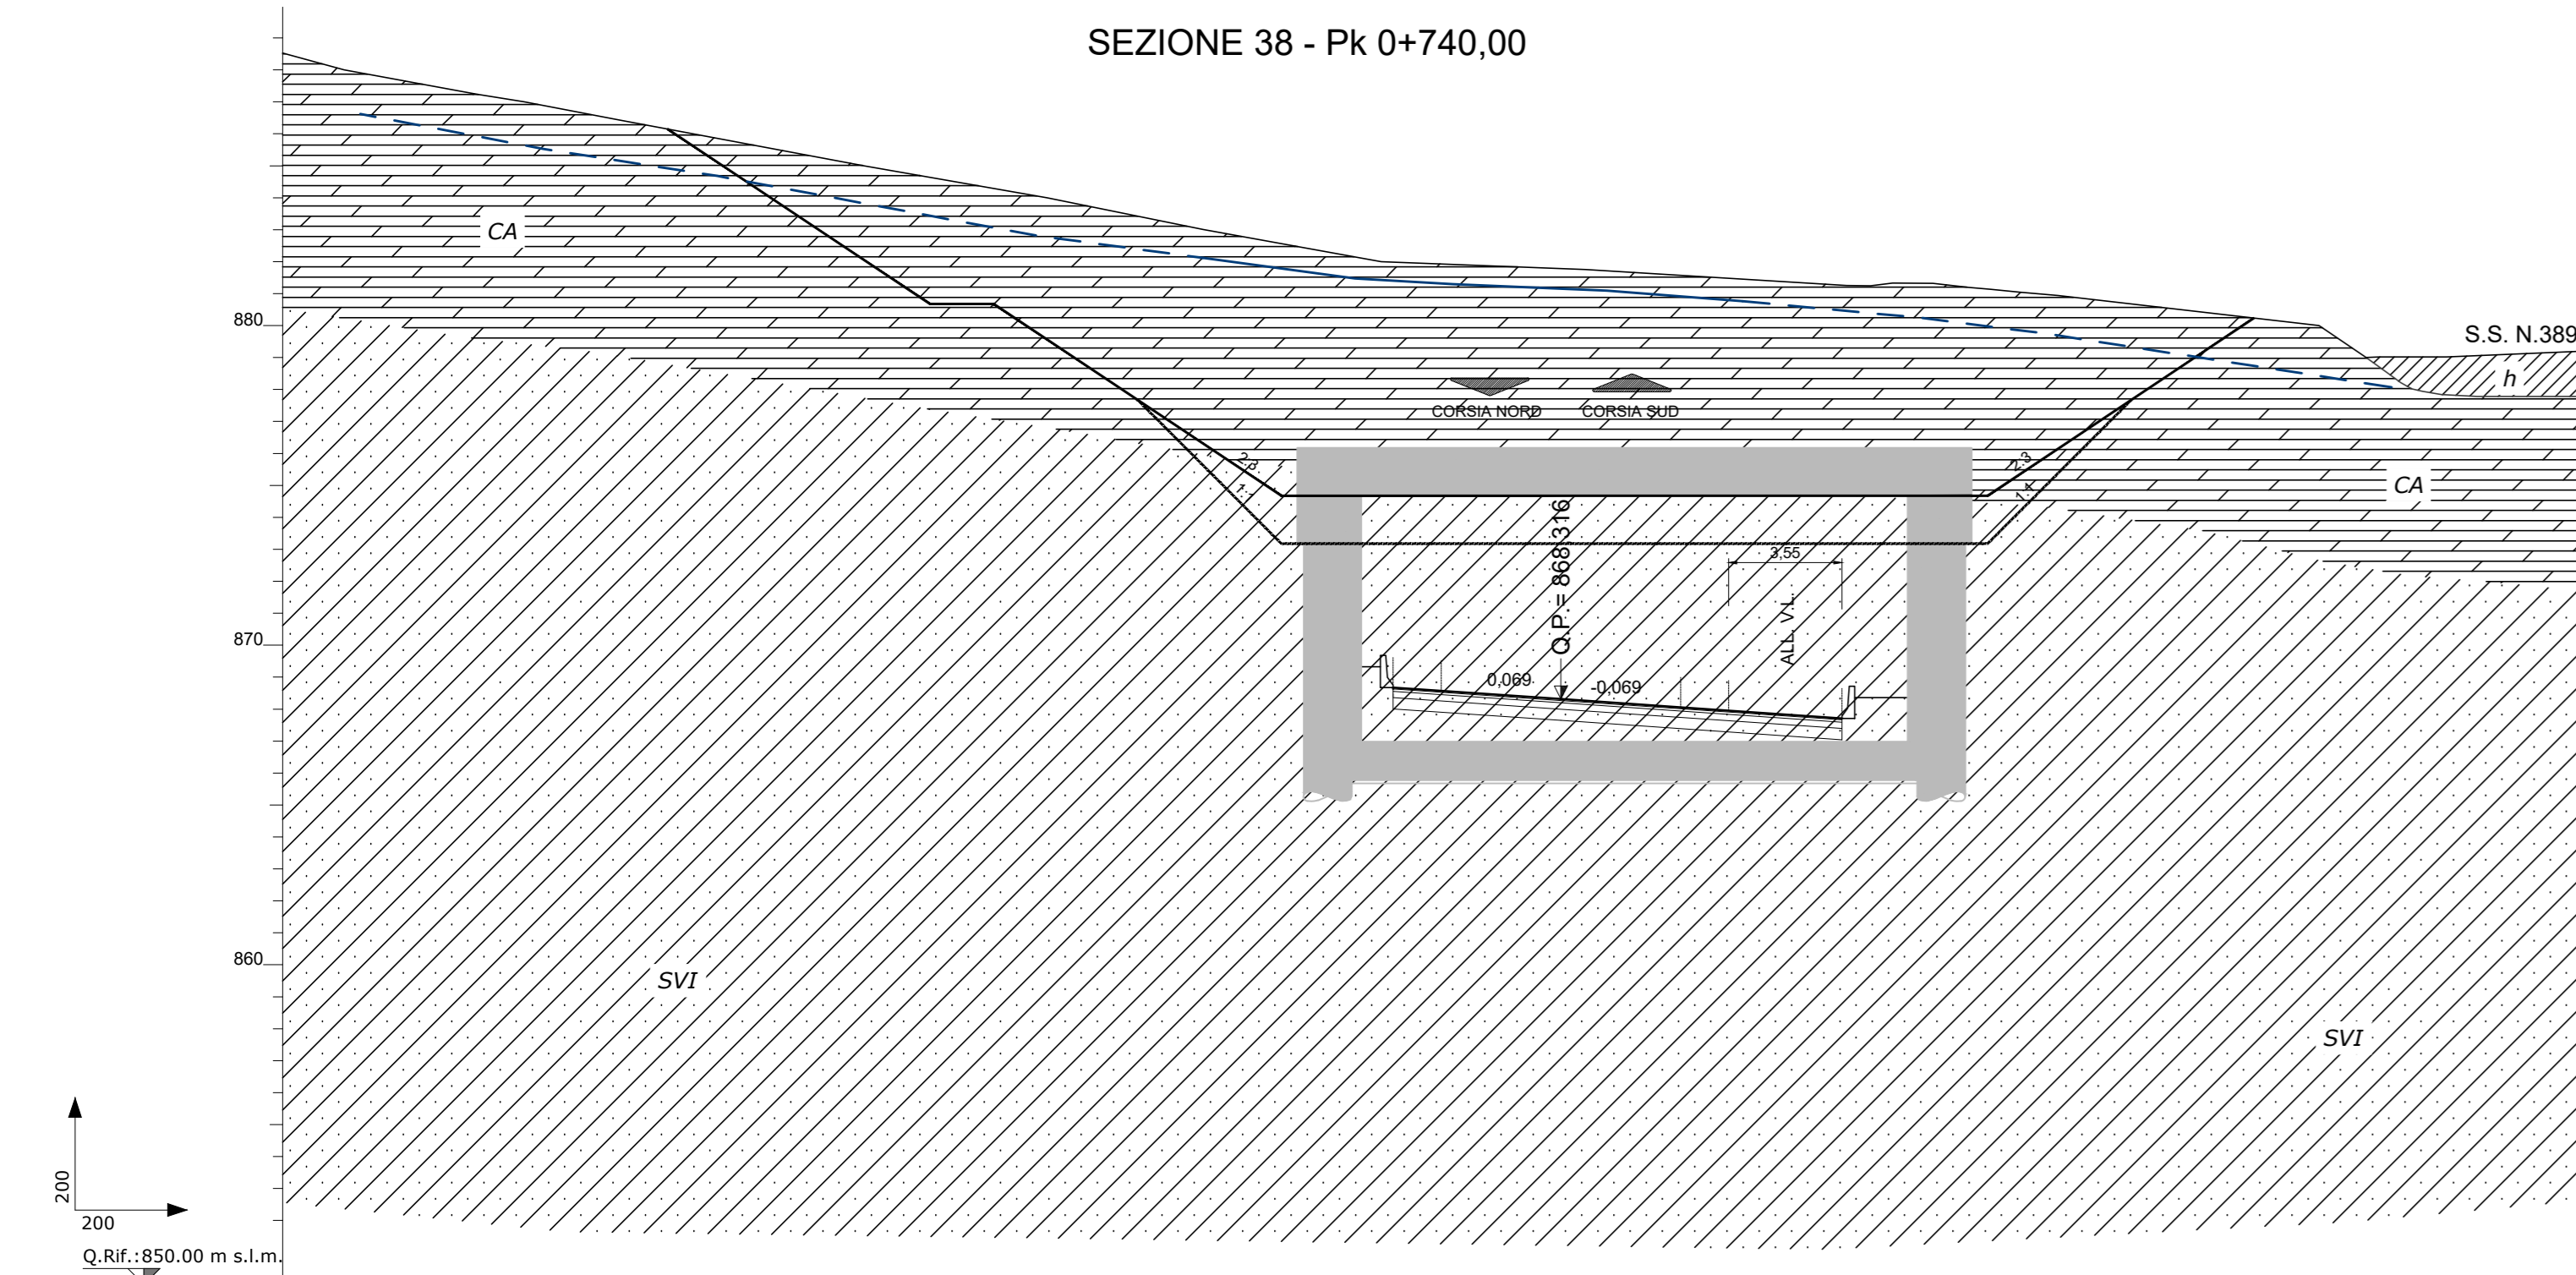 SEZIONE 38 - Pk 0+740,00
CA
880
S.S. N.389
h
CORSIA NORD
CORSIA SUD
2.3
1.1
2.3
1.1
CA
Q.P.= 868.316
3,55
ALL. V.L.
870
0,069
-0,069
860
SVI
SVI
200
200
Q.Rif.:850.00 m s.l.m.